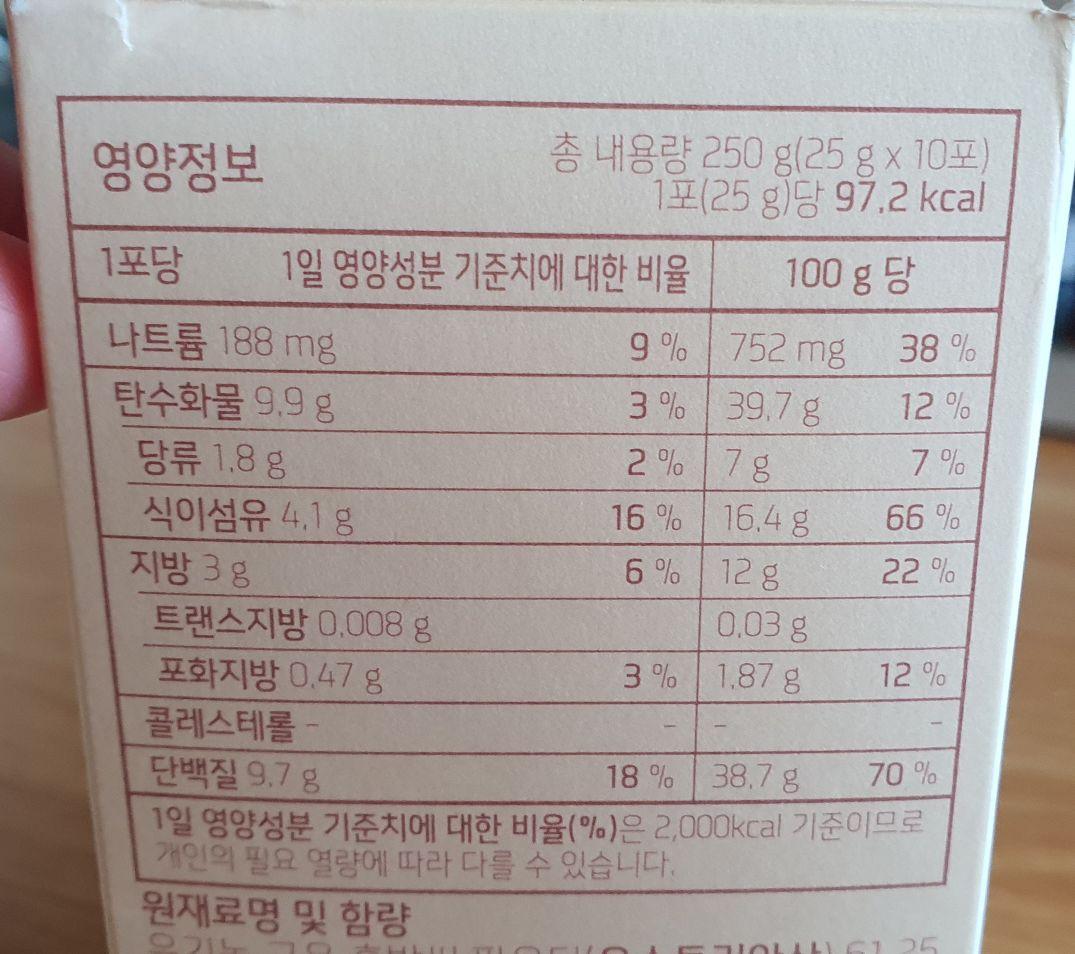 영양정보
총 내용량 250 g(25 g x 10포)
1포(25 g)당 97.2 kcal
1포당 1일 영양성분 기준치에 대한 비율 100 g 당
나트륨 188 mg 9 % 752 mg 38 %
탄수화물 9.9 g 3 % 39.7 g 12 %
당류 1.8 g 2 % 7 g 7 %
식이섬유 4.1 g 16 % 16.4 g 66 %
지방 3 g 6 % 12 g 22 %
트랜스지방 0.008 g 0.03 g
포화지방 0.47 g 3 % 1.87 g 12 %
콜레스테롤 - - - -
단백질 9.7 g 18 % 38.7 g 70 %
1일 영양성분 기준치에 대한 비율(%)은 2,000kcal 기준이므로
개인의 필요 열량에 따라 다를 수 있습니다.
원재료명 및 함량